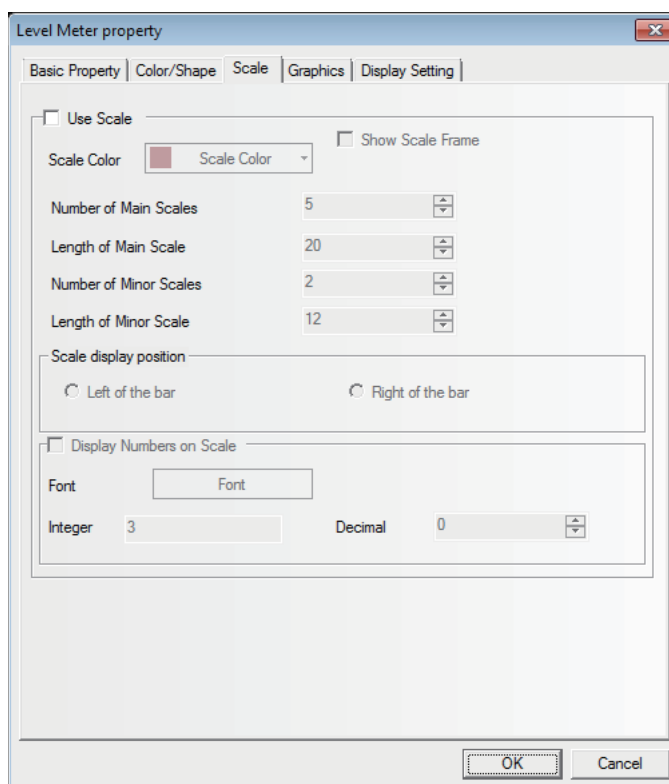 Level Meter property
Basic Property Color/Shape Scale Graphics Display Setting
Use Scale
Show Scale Frame
Scale Color Scale Color
Number of Main Scales 5
Length of Main Scale 20
Number of Minor Scales 2
Length of Minor Scale 12
Scale display position
Left of the bar Right of the bar
Display Numbers on Scale
Font Font
Integer 3 Decimal 0
OK Cancel